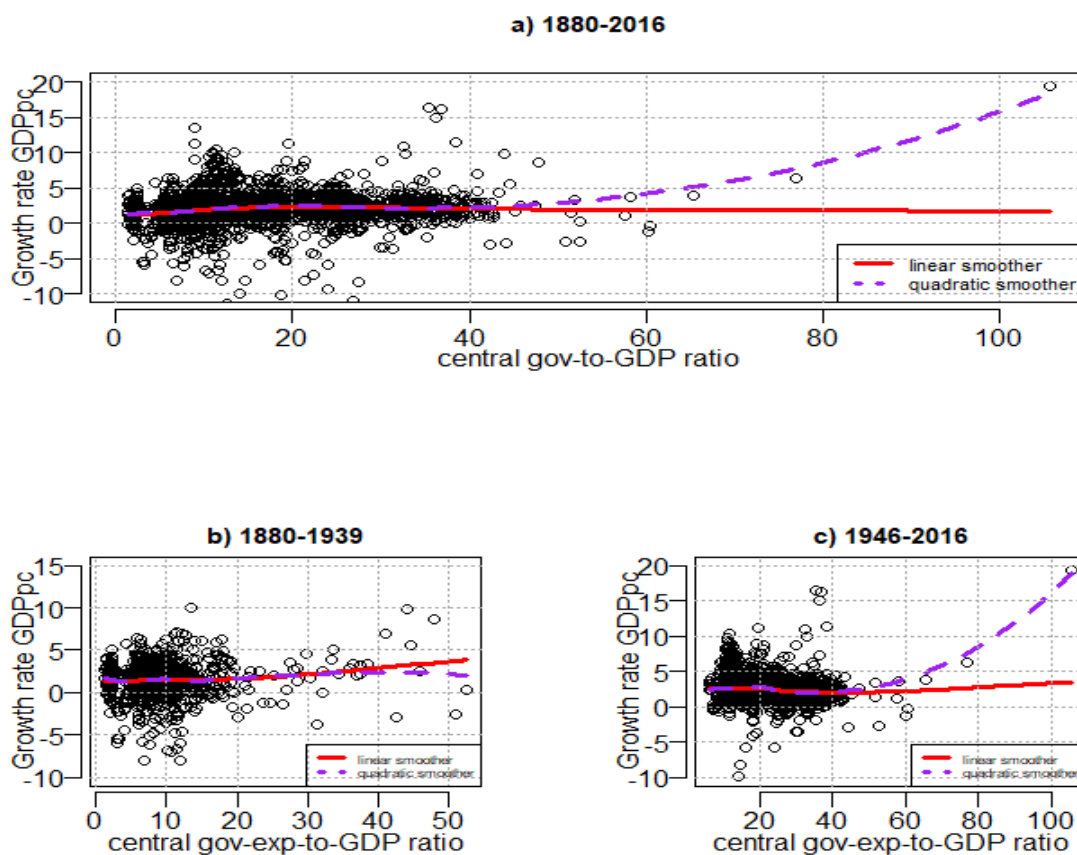 a) 1880-2016
Growth rate GDPpc
20
15
10
5
0
-5
-10
linear smoother
quadratic smoother
0 20 40 60 80 100
central gov-to-GDP ratio
b) 1880-1939
Growth rate GDPpc
15
10
5
0
-5
-10
linear smoother
quadratic smoother
0 10 20 30 40 50
central gov-exp-to-GDP ratio
c) 1946-2016
Growth rate GDPpc
20
15
10
5
0
-5
-10
linear smoother
quadratic smoother
20 40 60 80 100
central gov-exp-to-GDP ratio